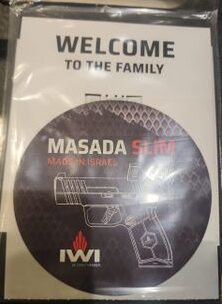 WELCOME
TO THE FAMILY
MASADA SLIM
MADE IN ISRAEL
IWI